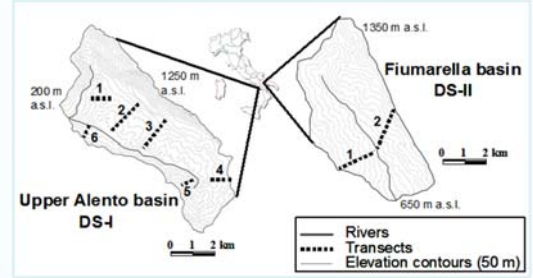 1350 m a.s.l.
Fiumarella basin
DS-II
1250 m
a.s.l.
200 m
a.s.l.
1
2
3
6
4
5
2
1
0 1 2 km
Upper Alento basin
DS-I
650 m a.s.l.
0 1 2 km
Rivers
Transects
Elevation contours (50 m)